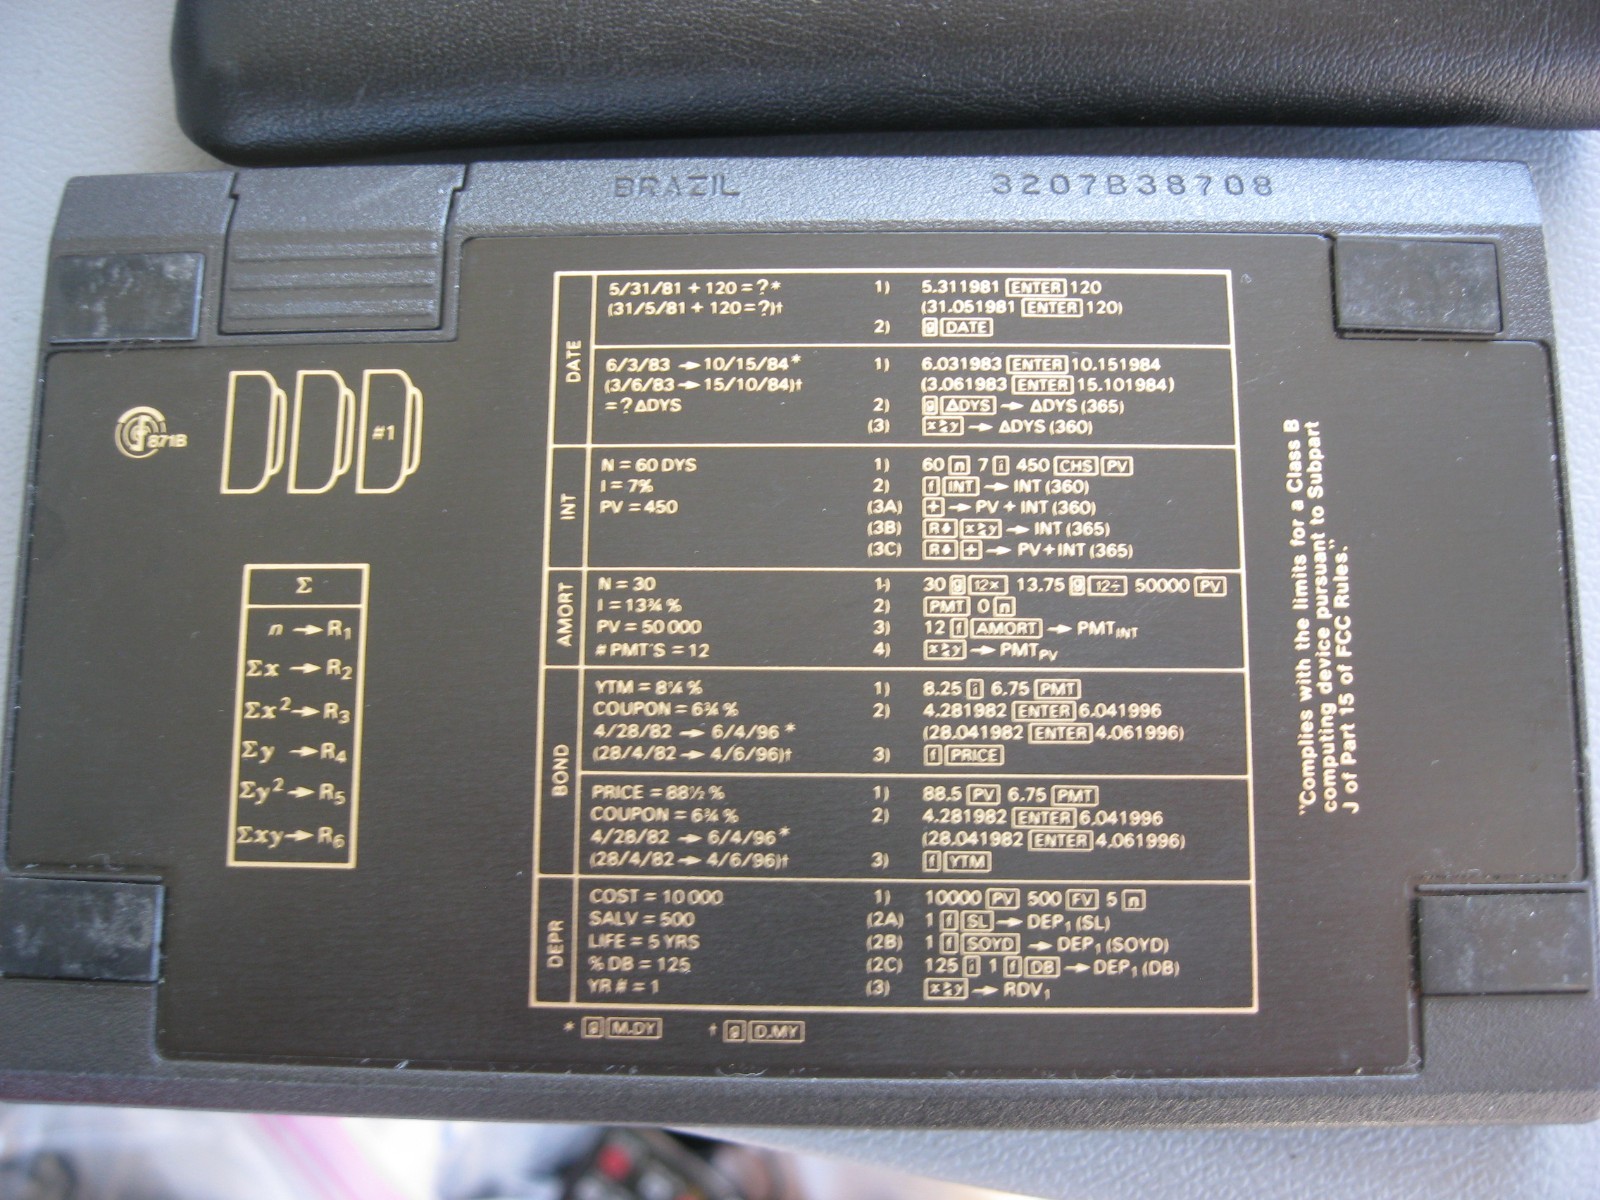 BRAZIL 3207B38708
871B
#1
Σ
n → R1
Σx → R2
Σx² → R3
Σy → R4
Σy² → R5
Σxy → R6
DATE
5/31/81 + 120 = ?* 1) 5.311981 ENTER 120
(31/5/81 + 120 = ?)† (31.051981 ENTER 120)
2) g DATE
6/3/83 → 10/15/84* 1) 6.031983 ENTER 10.151984
(3/6/83 → 15/10/84)† (3.061983 ENTER 15.101984)
= ? ΔDYS 2) g ΔDYS → ΔDYS (365)
(3) x≷y → ΔDYS (360)
INT
N = 60 DYS 1) 60 n 7 i 450 CHS PV
I = 7% 2) f INT → INT (360)
PV = 450 (3A) + → PV + INT (360)
(3B) R↓ x≷y → INT (365)
(3C) R↓ + → PV + INT (365)
AMORT
N = 30 1) 30 g 12× 13.75 g 12÷ 50000 PV
I = 13¾ % 2) PMT 0 n
PV = 50 000 3) 12 f AMORT → PMT INT
# PMT'S = 12 4) x≷y → PMT PV
BOND
YTM = 8¼ % 1) 8.25 i 6.75 PMT
COUPON = 6¾ % 2) 4.281982 ENTER 6.041996
4/28/82 → 6/4/96 * (28.041982 ENTER 4.061996)
(28/4/82 → 4/6/96)† 3) f PRICE
PRICE = 88½ % 1) 88.5 PV 6.75 PMT
COUPON = 6¾ % 2) 4.281982 ENTER 6.041996
4/28/82 → 6/4/96* (28.041982 ENTER 4.061996)
(28/4/82 → 4/6/96)† 3) f YTM
DEPR
COST = 10 000 1) 10000 PV 500 FV 5 n
SALV = 500 (2A) 1 f SL → DEP1 (SL)
LIFE = 5 YRS (2B) 1 f SOYD → DEP1 (SOYD)
% DB = 125 (2C) 125 i 1 f DB → DEP1 (DB)
YR # = 1 (3) x≷y → RDV1
* g M.DY † g D.MY
"Complies with the limits for a Class B
computing device pursuant to Subpart
J of Part 15 of FCC Rules."